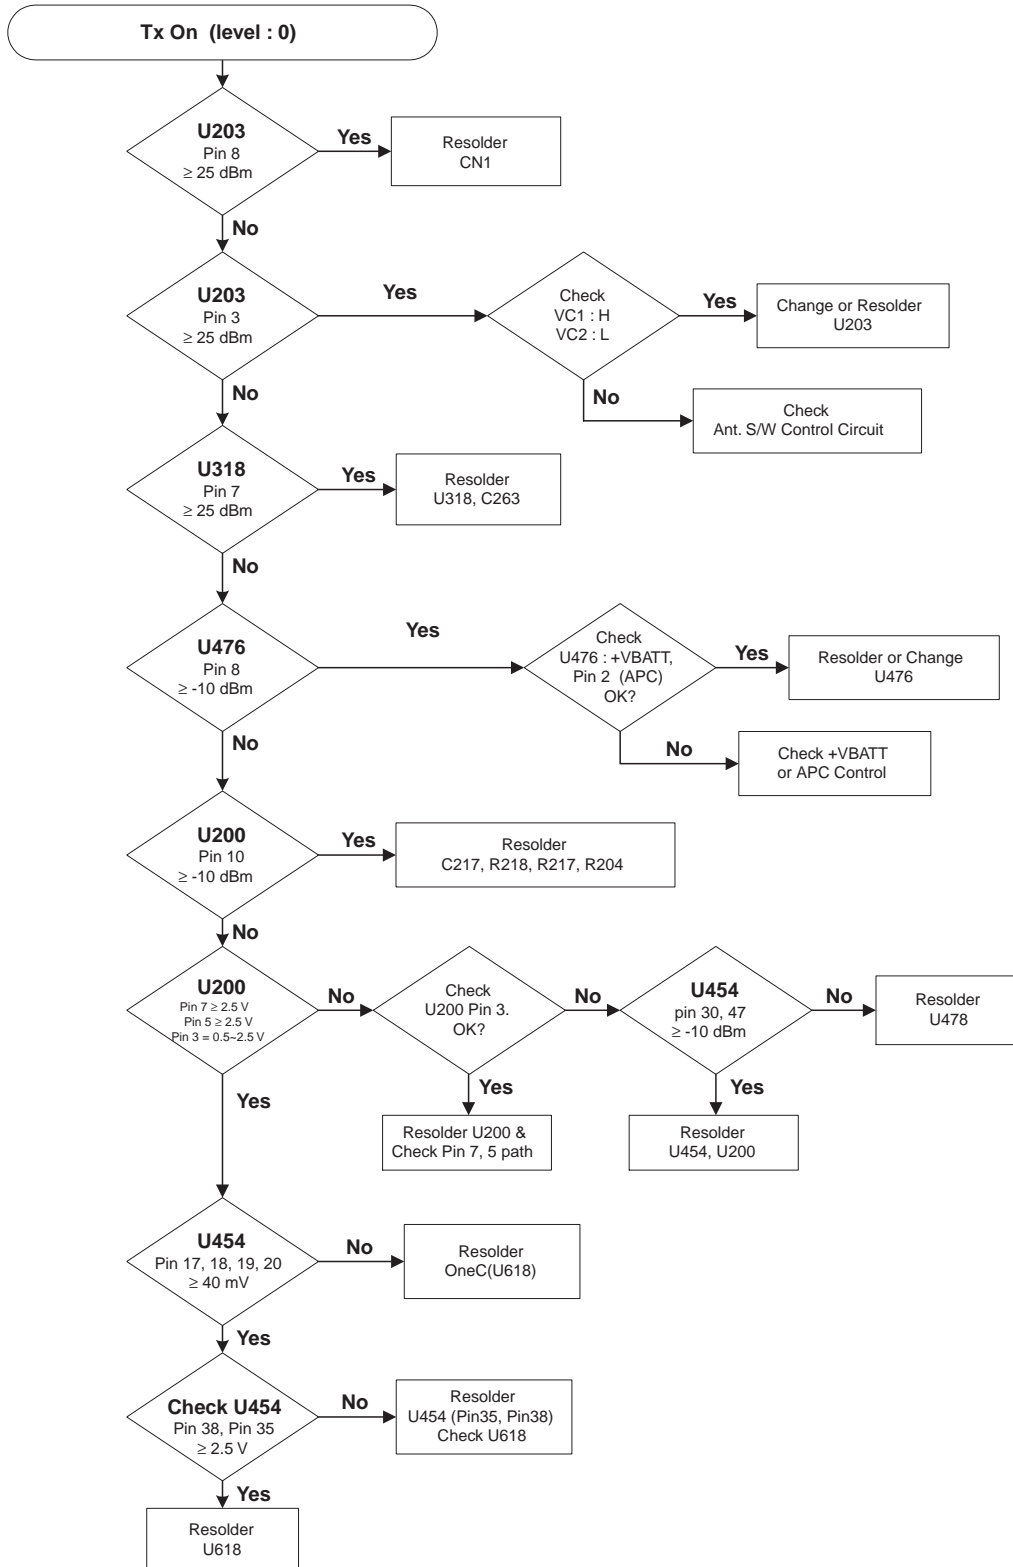 Tx On (level : 0)
U203
Pin 8
≥ 25 dBm
Yes
Resolder
CN1
No
U203
Pin 3
≥ 25 dBm
Yes
Check
VC1 : H
VC2 : L
Yes
Change or Resolder
U203
No
Check
Ant. S/W Control Circuit
No
U318
Pin 7
≥ 25 dBm
Yes
Resolder
U318, C263
No
U476
Pin 8
≥ -10 dBm
Yes
Check
U476 : +VBATT,
Pin 2 (APC)
OK?
Yes
Resolder or Change
U476
No
Check +VBATT
or APC Control
No
U200
Pin 10
≥ -10 dBm
Yes
Resolder
C217, R218, R217, R204
No
U200
Pin 7 ≥ 2.5 V
Pin 5 ≥ 2.5 V
Pin 3 = 0.5~2.5 V
No
Check
U200 Pin 3.
OK?
No
U454
pin 30, 47
≥ -10 dBm
No
Resolder
U478
Yes
Yes
Yes
Resolder U200 &
Check Pin 7, 5 path
Resolder
U454, U200
U454
Pin 17, 18, 19, 20
≥ 40 mV
No
Resolder
OneC(U618)
Yes
Check U454
Pin 38, Pin 35
≥ 2.5 V
No
Resolder
U454 (Pin35, Pin38)
Check U618
Yes
Resolder
U618